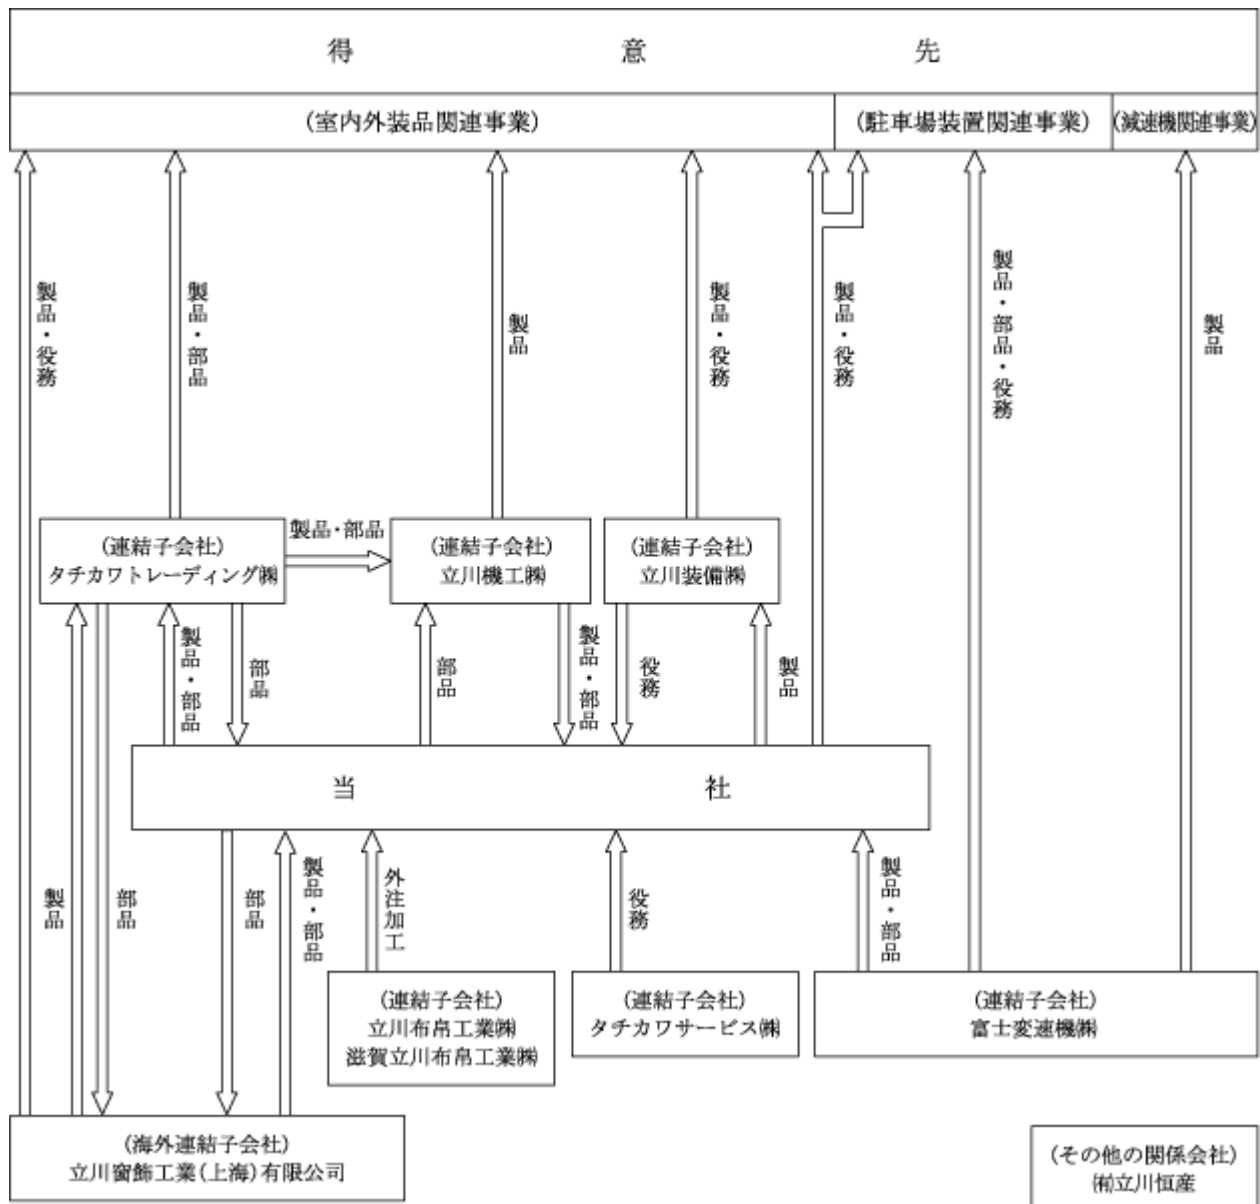 得意先
(室内外装品関連事業)
(駐車場装置関連事業)
(減速機関連事業)
製品・役務
製品・部品
製品
製品・役務
製品・役務
製品・部品・役務
製品
(連結子会社)
タチカワトレーディング㈱
製品・部品
(連結子会社)
立川機工㈱
(連結子会社)
立川装備㈱
製品・部品
部品
部品
製品・部品
役務
製品
当社
製品
部品
部品
製品・部品
外注加工
役務
製品・部品
(連結子会社)
立川布帛工業㈱
滋賀立川布帛工業㈱
(連結子会社)
タチカワサービス㈱
(連結子会社)
富士変速機㈱
(海外連結子会社)
立川窗飾工業(上海)有限公司
(その他の関係会社)
㈲立川恒産